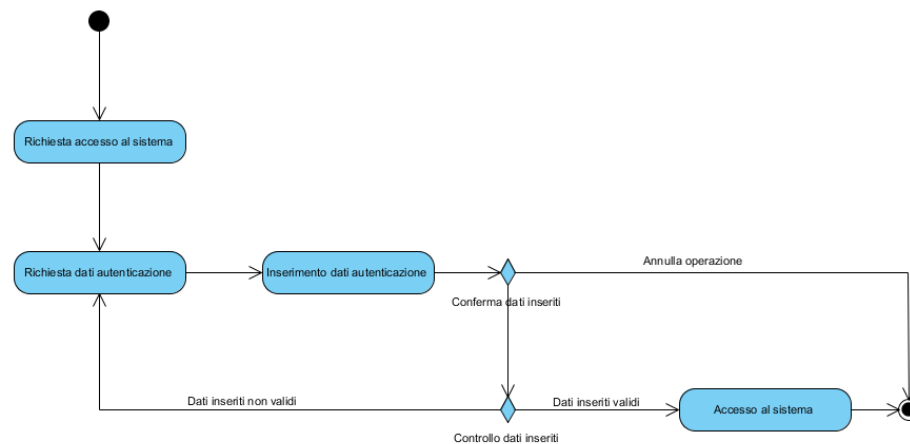 Richiesta accesso al sistema
Annulla operazione
Richiesta dati autenticazione
Inserimento dati autenticazione
Conferma dati inseriti
Dati inseriti non validi
Dati inseriti validi
Accesso al sistema
Controllo dati inseriti